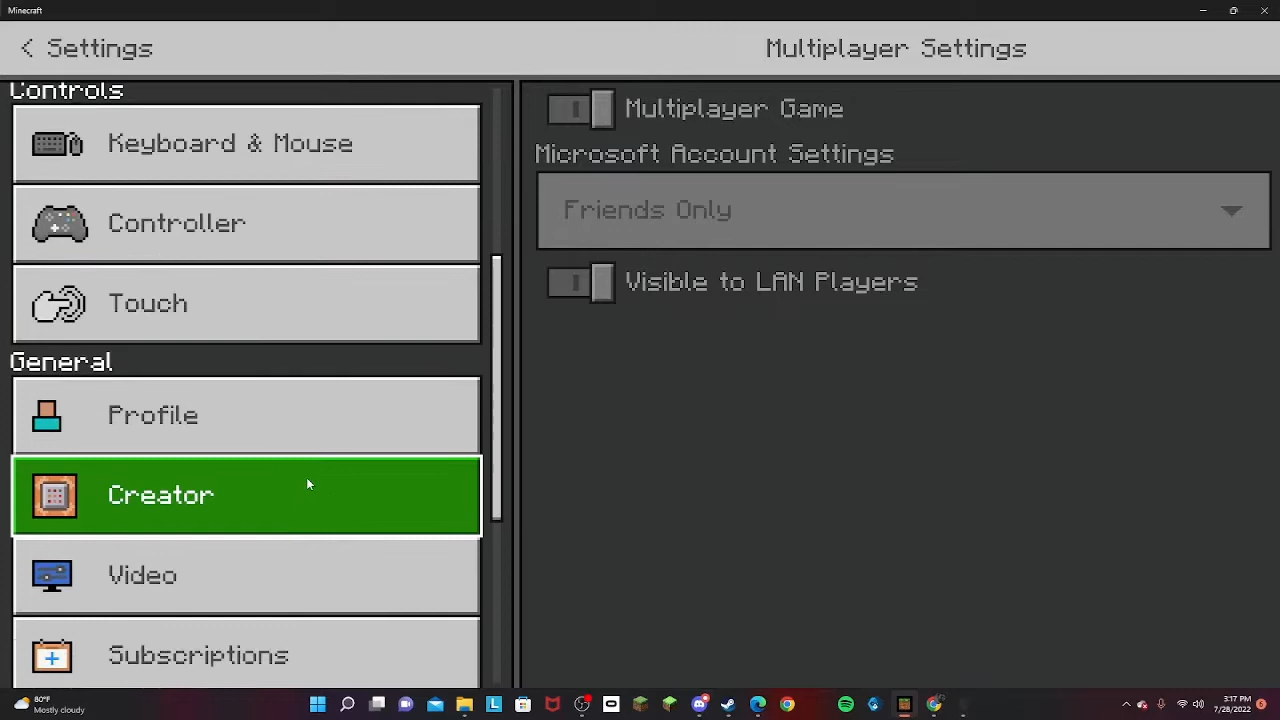 Minecraft
Settings
Multiplayer Settings
Controls
Keyboard & Mouse
Controller
Touch
General
Profile
Creator
Video
Subscriptions
Multiplayer Game
Microsoft Account Settings
Friends Only
Visible to LAN Players
80°F
Mostly cloudy
3:17 PM
7/28/2022